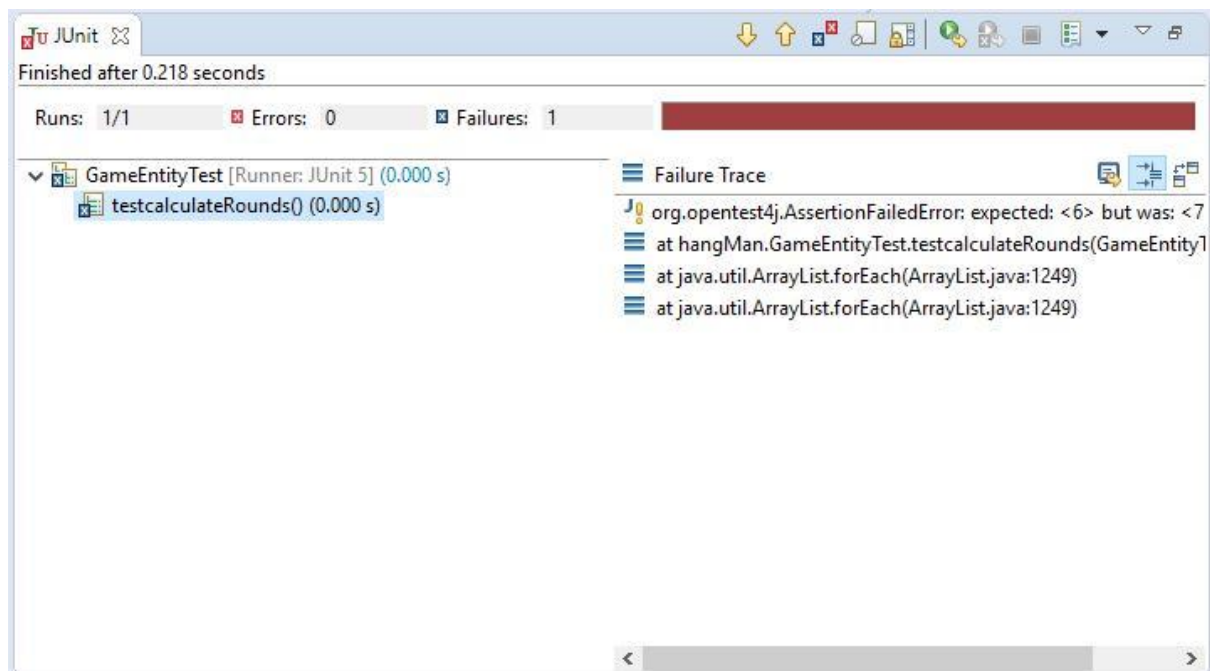 JUnit
Finished after 0.218 seconds
Runs: 1/1 Errors: 0 Failures: 1
GameEntityTest [Runner: JUnit 5] (0.000 s)
testcalculateRounds() (0.000 s)
Failure Trace
org.opentest4j.AssertionFailedError: expected: <6> but was: <7
at hangMan.GameEntityTest.testcalculateRounds(GameEntityT
at java.util.ArrayList.forEach(ArrayList.java:1249)
at java.util.ArrayList.forEach(ArrayList.java:1249)